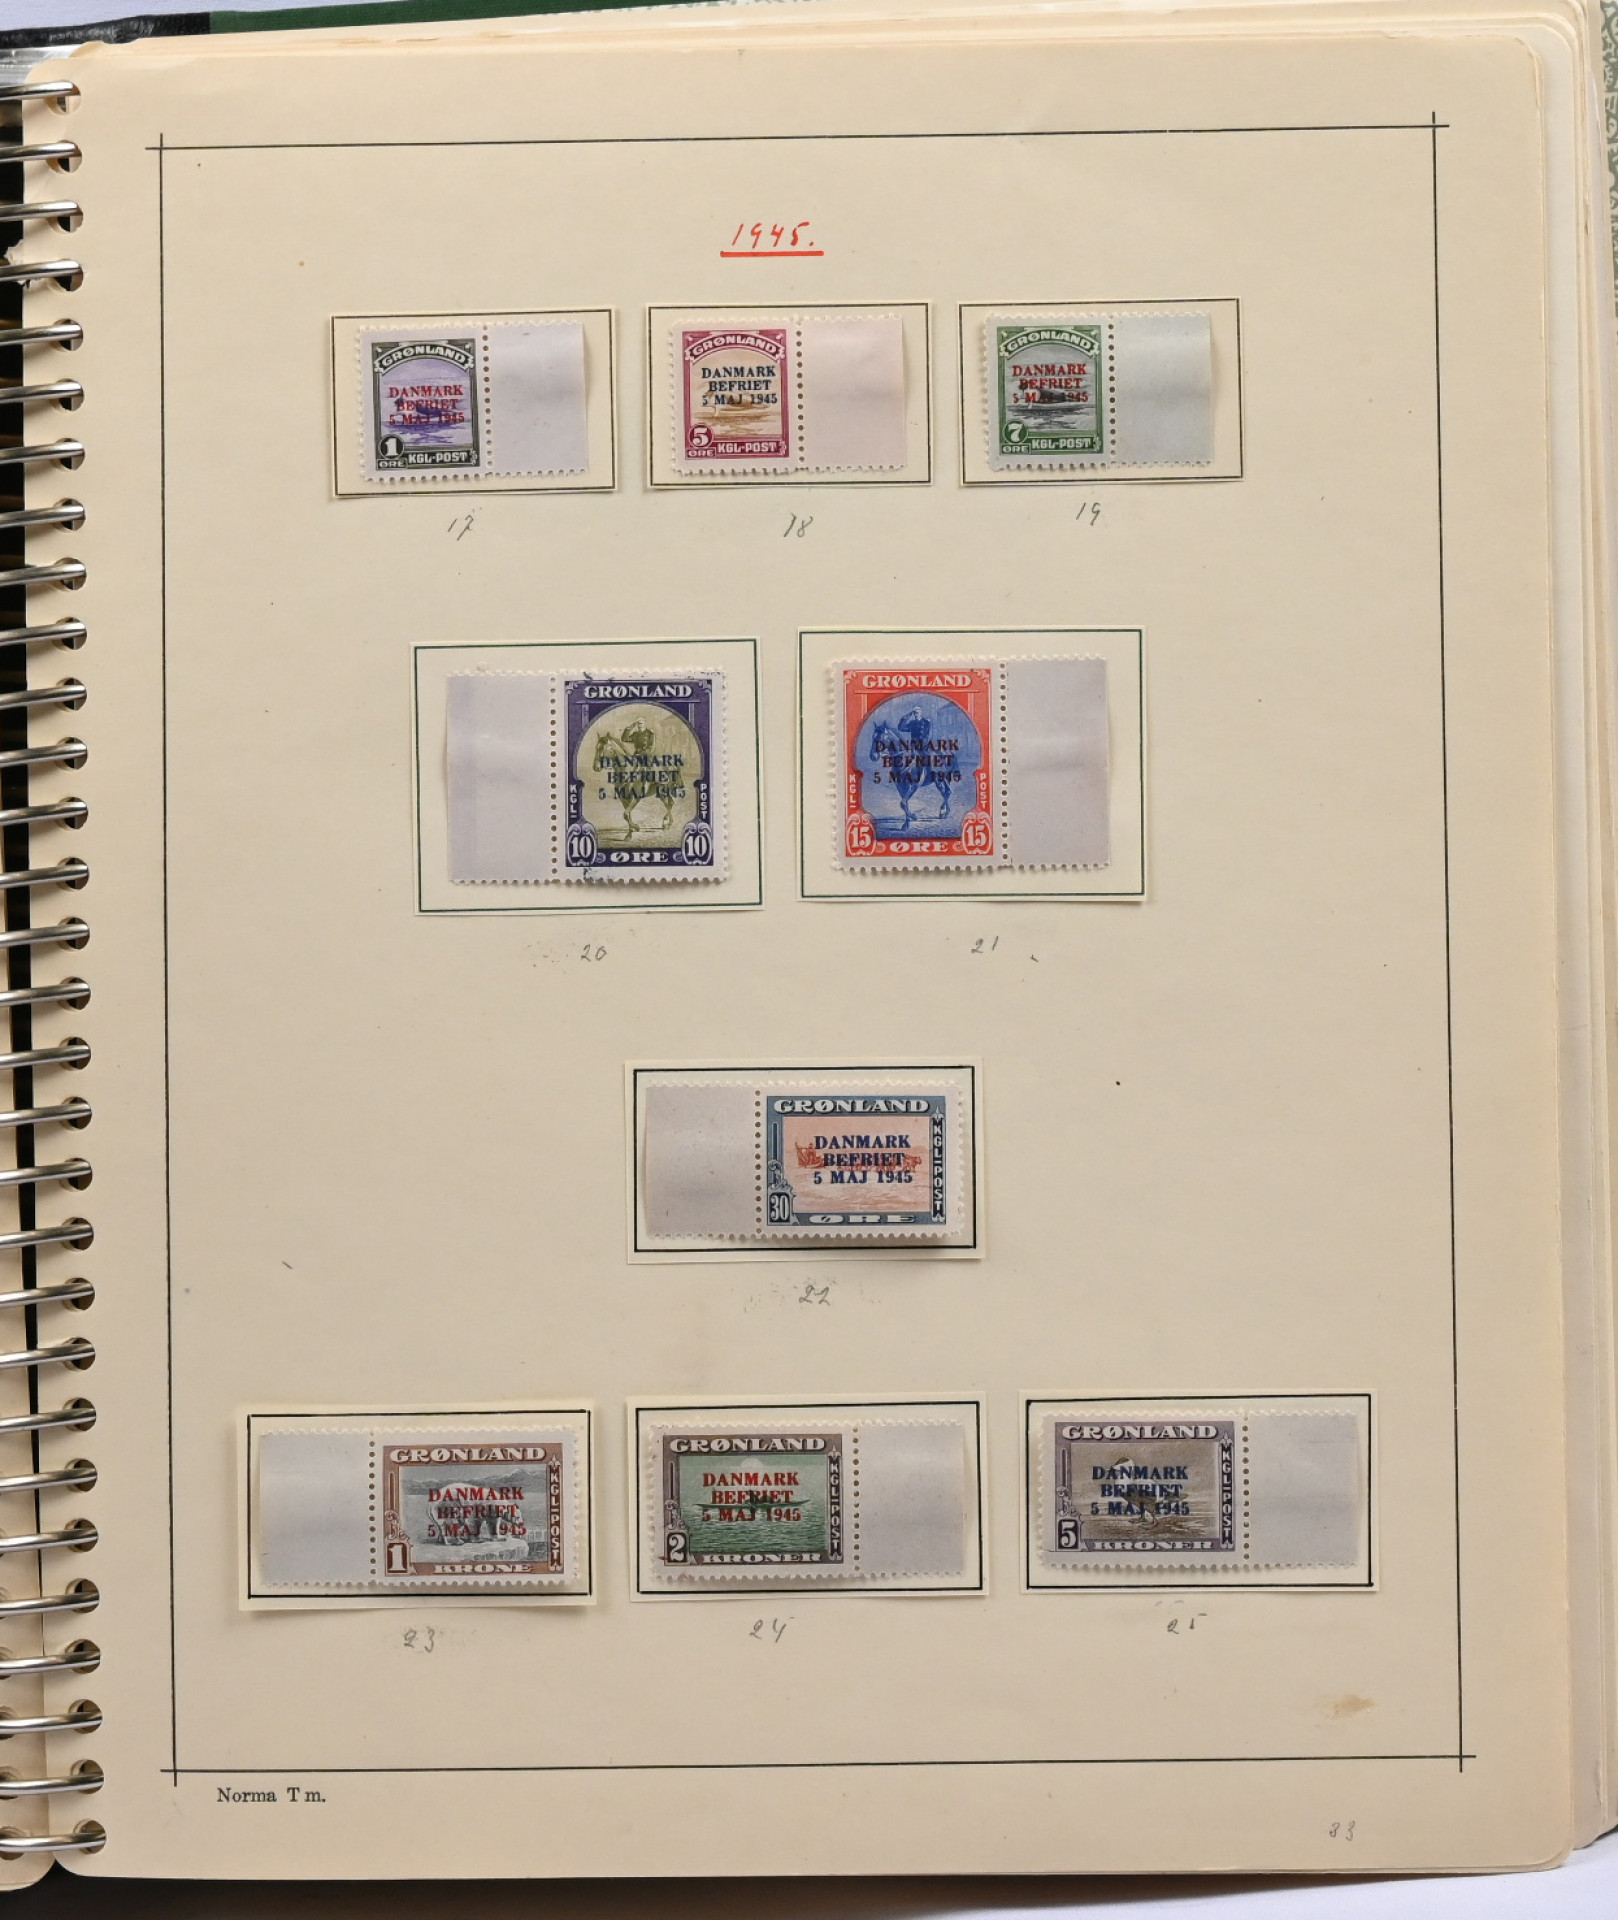 1945.
GRØNLAND
DANMARK
BEFRIET
5 MAJ 1945
1
ØRE KGL-POST
GRØNLAND
DANMARK
BEFRIET
5 MAJ 1945
5
ØRE KGL-POST
GRØNLAND
DANMARK
BEFRIET
5 MAJ 1945
7
ØRE KGL-POST
17
18
19
GRØNLAND
DANMARK
BEFRIET
5 MAJ 1945
KGL- POST
10 ØRE 10
GRØNLAND
DANMARK
BEFRIET
5 MAJ 1945
KGL- POST
15 ØRE 15
20
21
GRØNLAND
DANMARK
BEFRIET
5 MAJ 1945
KGL-POST
30 ØRE
22
GRØNLAND
DANMARK
BEFRIET
5 MAJ 1945
KGL-POST
1 KRONE
GRØNLAND
DANMARK
BEFRIET
5 MAJ 1945
KGL-POST
2 KRONER
GRØNLAND
DANMARK
BEFRIET
5 MAJ 1945
KGL-POST
5 KRONER
23
24
25
Norma Tm.
33